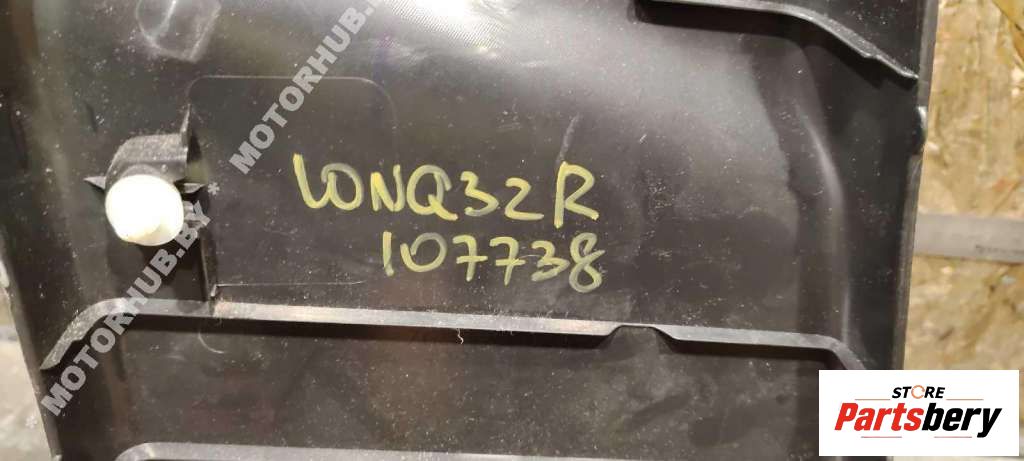 * MOTORHUB.BY * MOTORHUB.BY
LONQ32R
107738
STORE
Partsbery